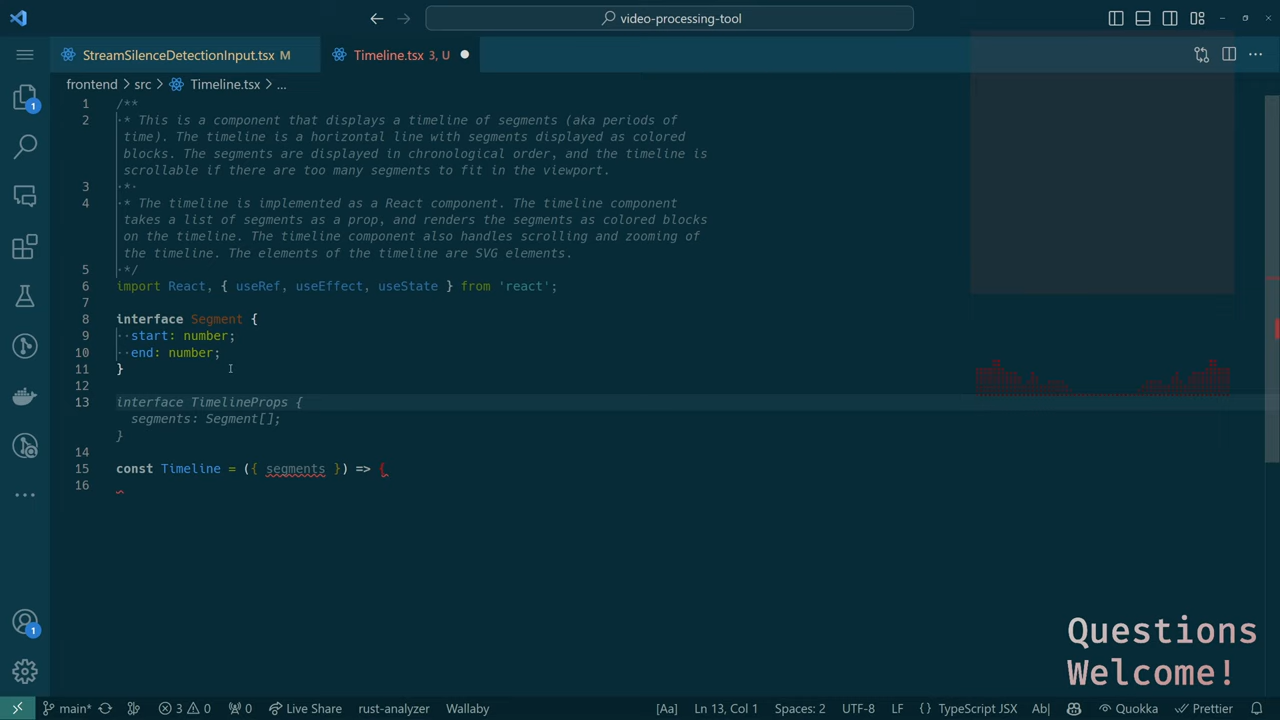 video-processing-tool
StreamSilenceDetectionInput.tsx M
Timeline.tsx 3, U
frontend > src > Timeline.tsx > ...
1 /**
2 * This is a component that displays a timeline of segments (aka periods of
time). The timeline is a horizontal line with segments displayed as colored
blocks. The segments are displayed in chronological order, and the timeline is
scrollable if there are too many segments to fit in the viewport.
3 *
4 * The timeline is implemented as a React component. The timeline component
takes a list of segments as a prop, and renders the segments as colored blocks
on the timeline. The timeline component also handles scrolling and zooming of
the timeline. The elements of the timeline are SVG elements.
5 */
6 import React, { useRef, useEffect, useState } from 'react';
7
8 interface Segment {
9 start: number;
10 end: number;
11 }
12
13 interface TimelineProps {
segments: Segment[];
}
14
15 const Timeline = ({ segments }) => {
16
1
1
Questions
Welcome!
main* 3 0 0 Live Share rust-analyzer Wallaby [Aa] Ln 13, Col 1 Spaces: 2 UTF-8 LF { } TypeScript JSX Ab| Quokka Prettier